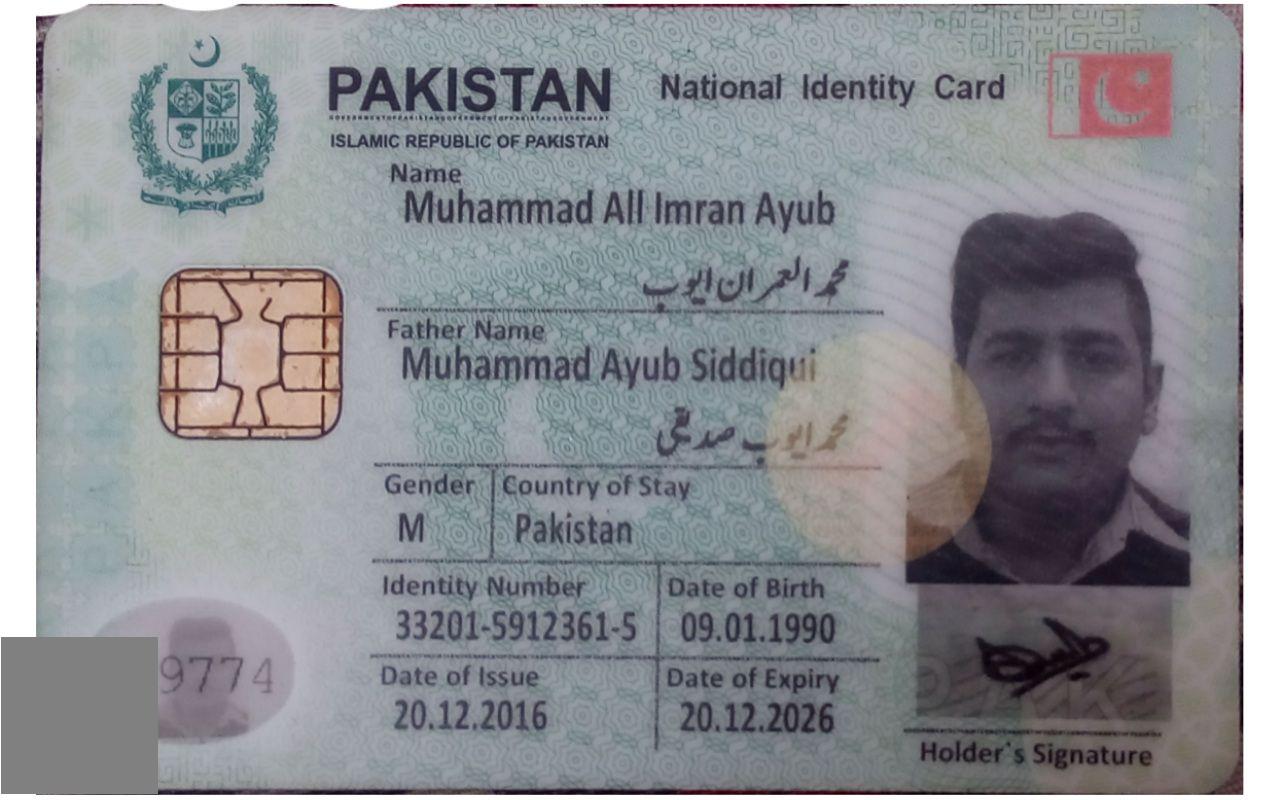 PAKISTAN National Identity Card
ISLAMIC REPUBLIC OF PAKISTAN
Name
Muhammad All Imran Ayub
محمد العمران ایوب
Father Name
Muhammad Ayub Siddiqui
محمد ایوب صدیقی
Gender Country of Stay
M Pakistan
Identity Number Date of Birth
33201-5912361-5 09.01.1990
Date of Issue Date of Expiry
20.12.2016 20.12.2026
9774
Holder`s Signature